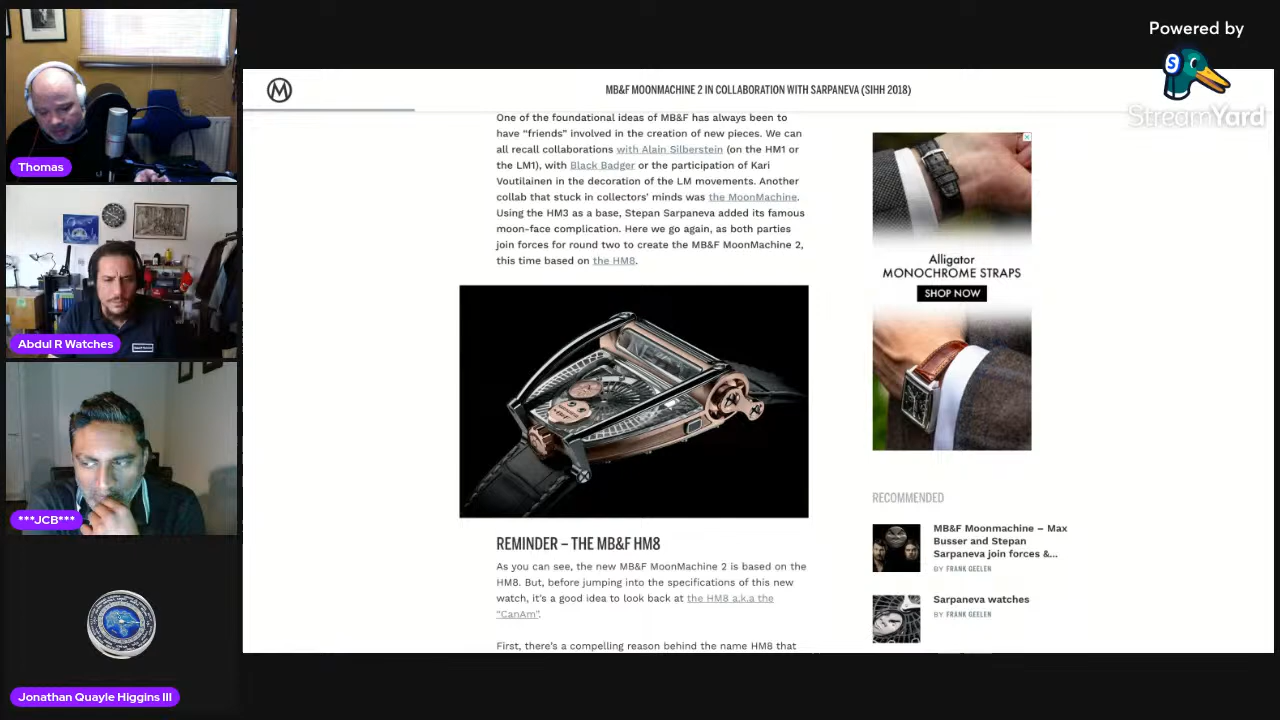 Powered by
S
StreamYard
Thomas
Abdul R Watches
***JCB***
Jonathan Quayle Higgins III
M
MB&F MOONMACHINE 2 IN COLLABORATION WITH SARPANEVA (SIHH 2018)
One of the foundational ideas of MB&F has always been to
have “friends” involved in the creation of new pieces. We can
all recall collaborations with Alain Silberstein (on the HM1 or
the LM1), with Black Badger or the participation of Kari
Voutilainen in the decoration of the LM movements. Another
collab that stuck in collectors’ minds was the MoonMachine.
Using the HM3 as a base, Stepan Sarpaneva added its famous
moon-face complication. Here we go again, as both parties
join forces for round two to create the MB&F MoonMachine 2,
this time based on the HM8.
REMINDER – THE MB&F HM8
As you can see, the new MB&F MoonMachine 2 is based on the
HM8. But, before jumping into the specifications of this new
watch, it’s a good idea to look back at the HM8 a.k.a the
“CanAm”.
First, there’s a compelling reason behind the name HM8 that
Alligator
MONOCHROME STRAPS
SHOP NOW
RECOMMENDED
MB&F Moonmachine – Max
Busser and Stepan
Sarpaneva join forces &...
BY FRANK GEELEN
Sarpaneva watches
BY FRANK GEELEN